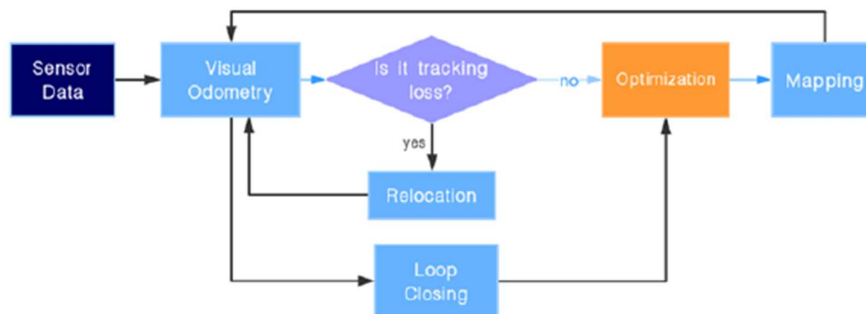 Sensor
Data
Visual
Odometry
Is it tracking
loss?
no
Optimization
Mapping
yes
Relocation
Loop
Closing